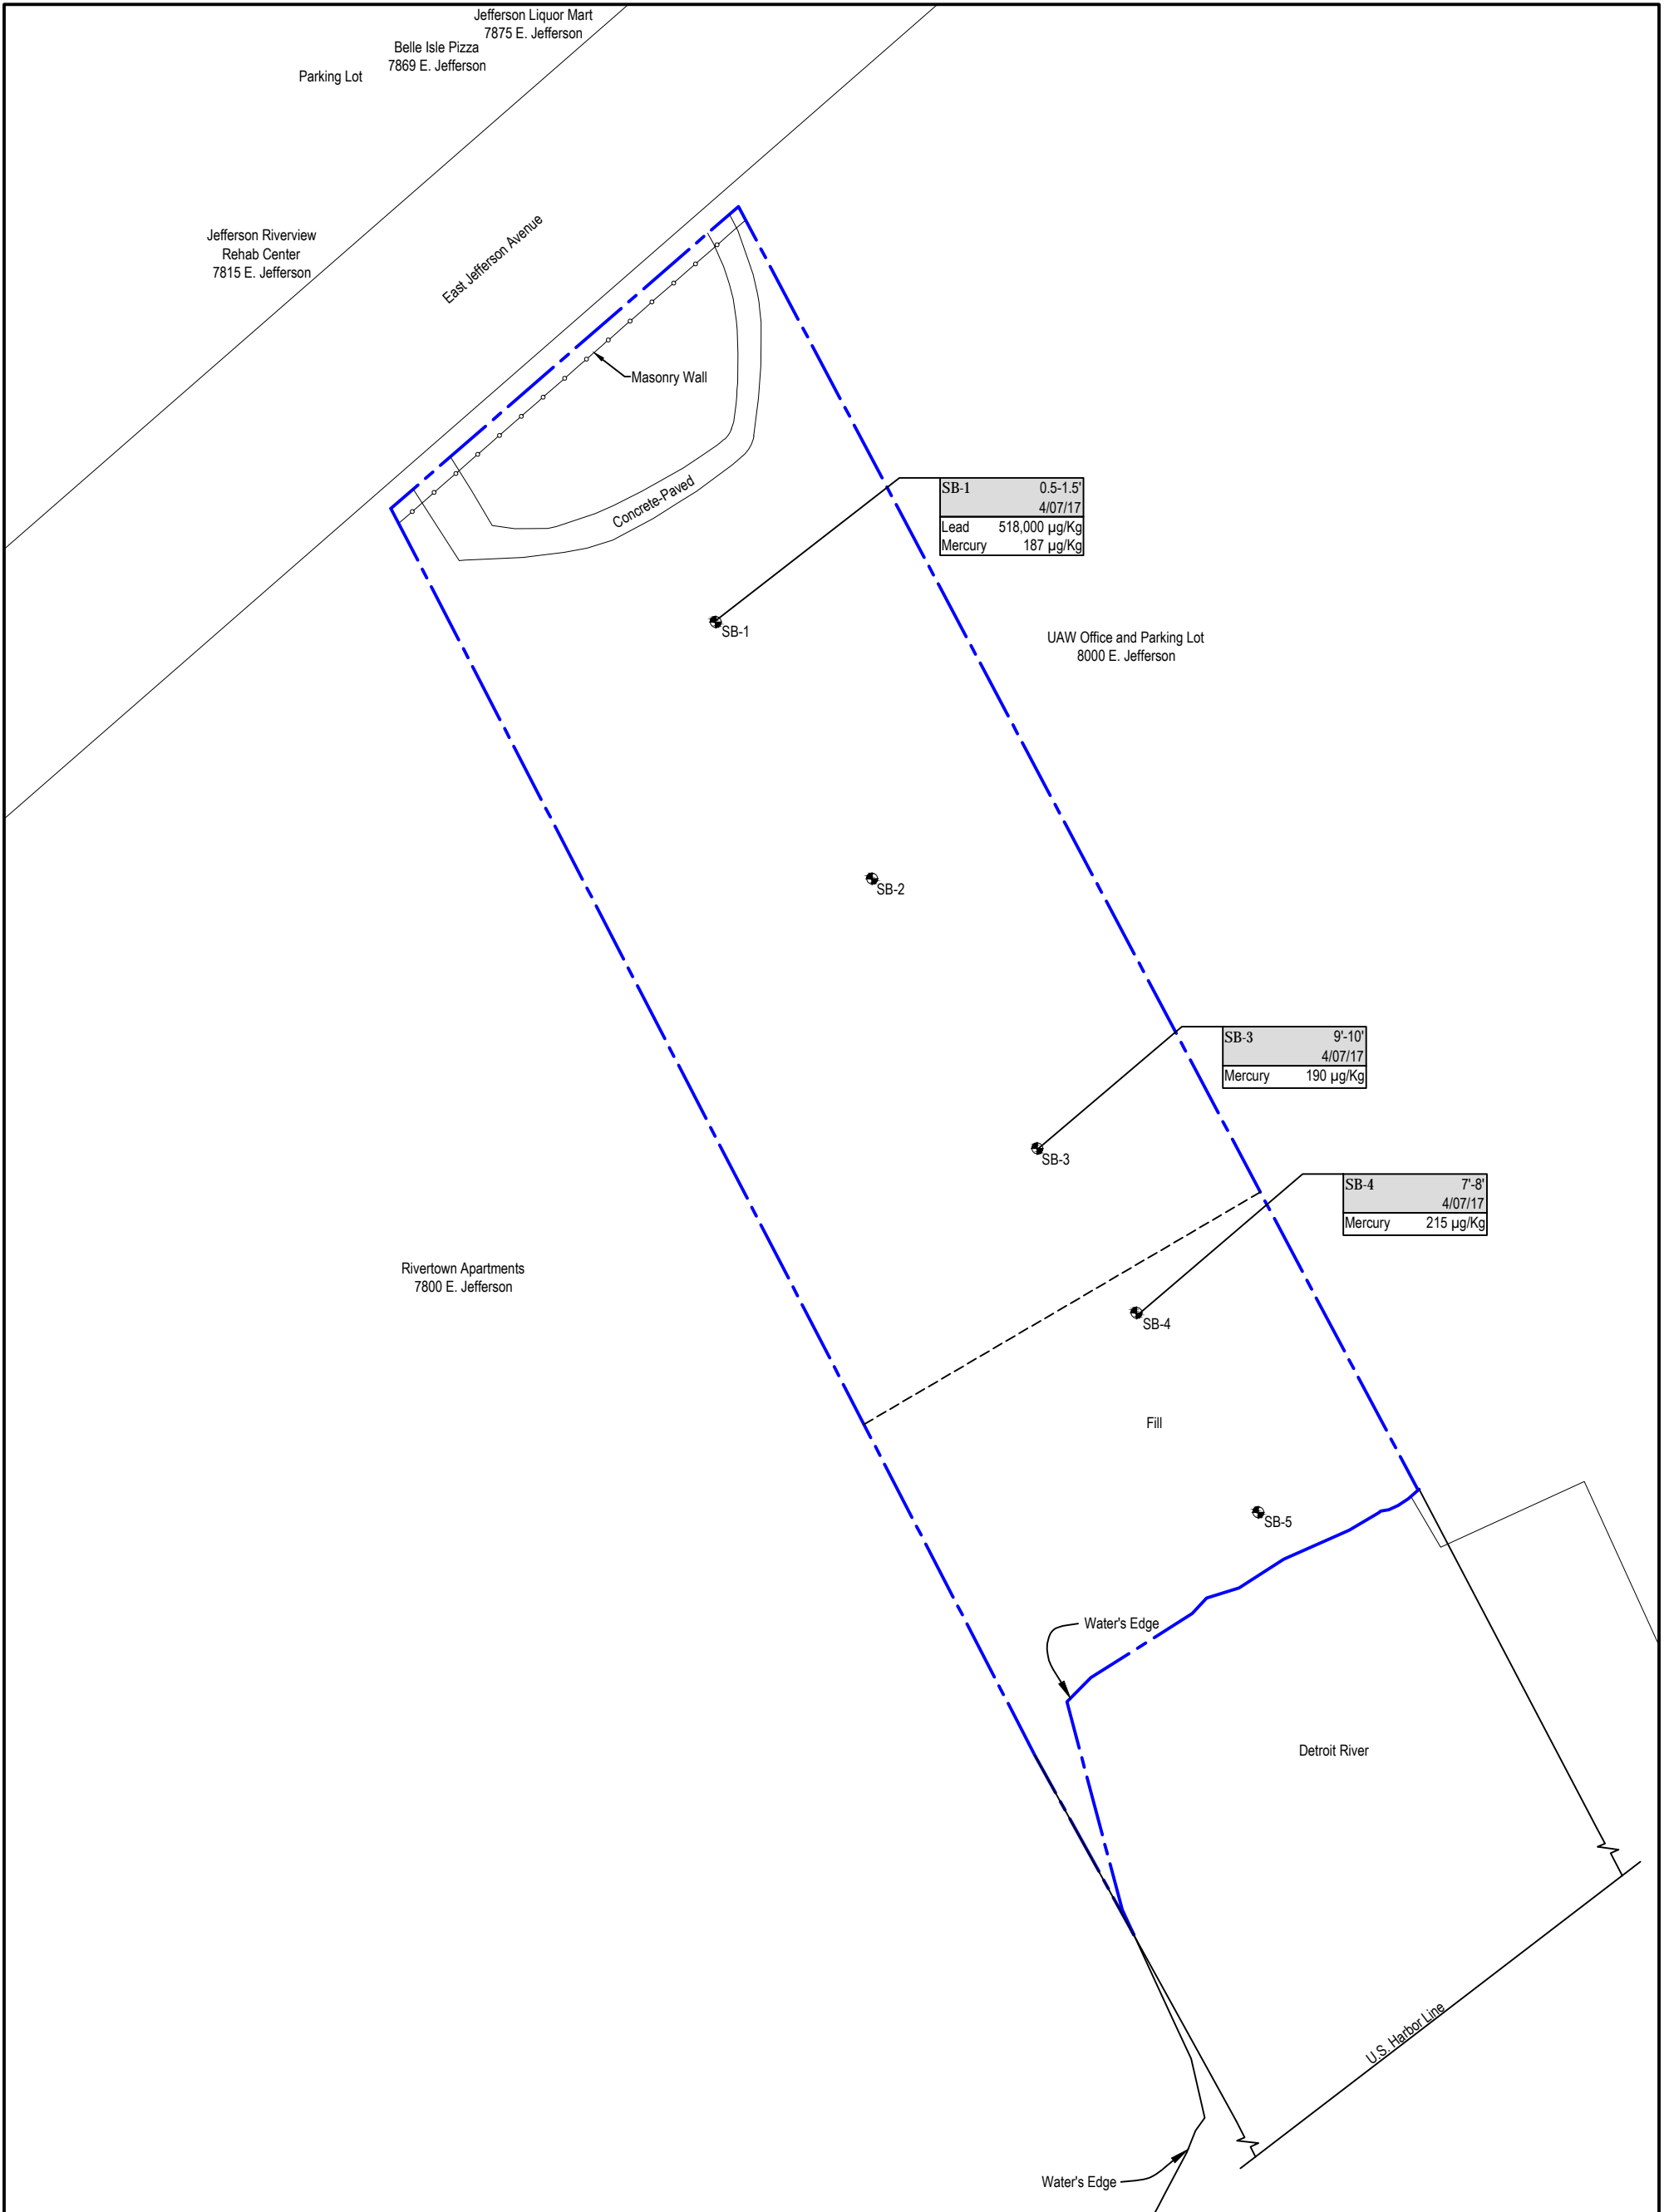 Jefferson Liquor Mart
7875 E. Jefferson
Belle Isle Pizza
7869 E. Jefferson
Parking Lot
Jefferson Riverview
Rehab Center
7815 E. Jefferson
East Jefferson Avenue
Masonry Wall
Concrete-Paved
SB-1 0.5-1.5'
4/07/17
Lead 518,000 µg/Kg
Mercury 187 µg/Kg
SB-1
UAW Office and Parking Lot
8000 E. Jefferson
SB-2
SB-3 9'-10'
4/07/17
Mercury 190 µg/Kg
SB-3
SB-4 7'-8'
4/07/17
Mercury 215 µg/Kg
Rivertown Apartments
7800 E. Jefferson
SB-4
Fill
SB-5
Water's Edge
Detroit River
U.S. Harbor Line
Water's Edge